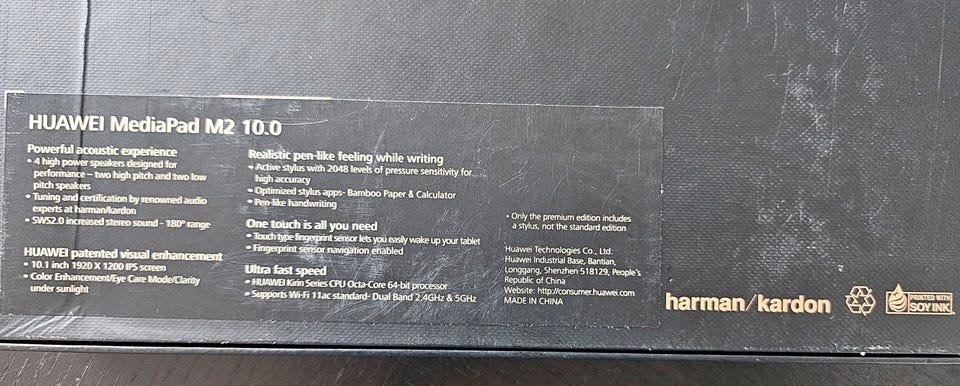 HUAWEI MediaPad M2 10.0
Powerful acoustic experience
• 4 high power speakers designed for
performance – two high pitch and two low
pitch speakers
• Tuning and certification by renowned audio
experts at harman/kardon
• SWS2.0 increased stereo sound - 180° range
HUAWEI patented visual enhancement
• 10.1 inch 1920 X 1200 IPS screen
• Color Enhancement/Eye Care Mode/Clarity
under sunlight
Realistic pen-like feeling while writing
• Active stylus with 2048 levels of pressure sensitivity for
high accuracy
• Optimized stylus apps- Bamboo Paper & Calculator
• Pen-like handwriting
One touch is all you need
• Touch type fingerprint sensor lets you easily wake up your tablet
• Fingerprint sensor navigation enabled
Ultra fast speed
• HUAWEI Kirin Series CPU Octa-Core 64-bit processor
• Supports Wi-Fi 11ac standard- Dual Band 2.4GHz & 5GHz
• Only the premium edition includes
a stylus, not the standard edition
Huawei Technologies Co., Ltd.
Huawei Industrial Base, Bantian,
Longgang, Shenzhen 518129, People's
Republic of China
Website: http://consumer.huawei.com
MADE IN CHINA
harman/kardon
PRINTED WITH
SOY INK